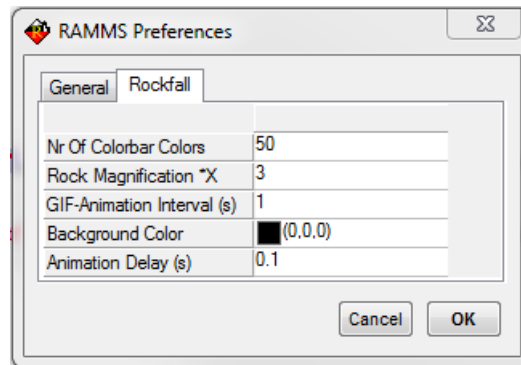 RAMMS Preferences
General Rockfall
Nr Of Colorbar Colors 50
Rock Magnification *X 3
GIF-Animation Interval (s) 1
Background Color (0,0,0)
Animation Delay (s) 0.1
Cancel OK